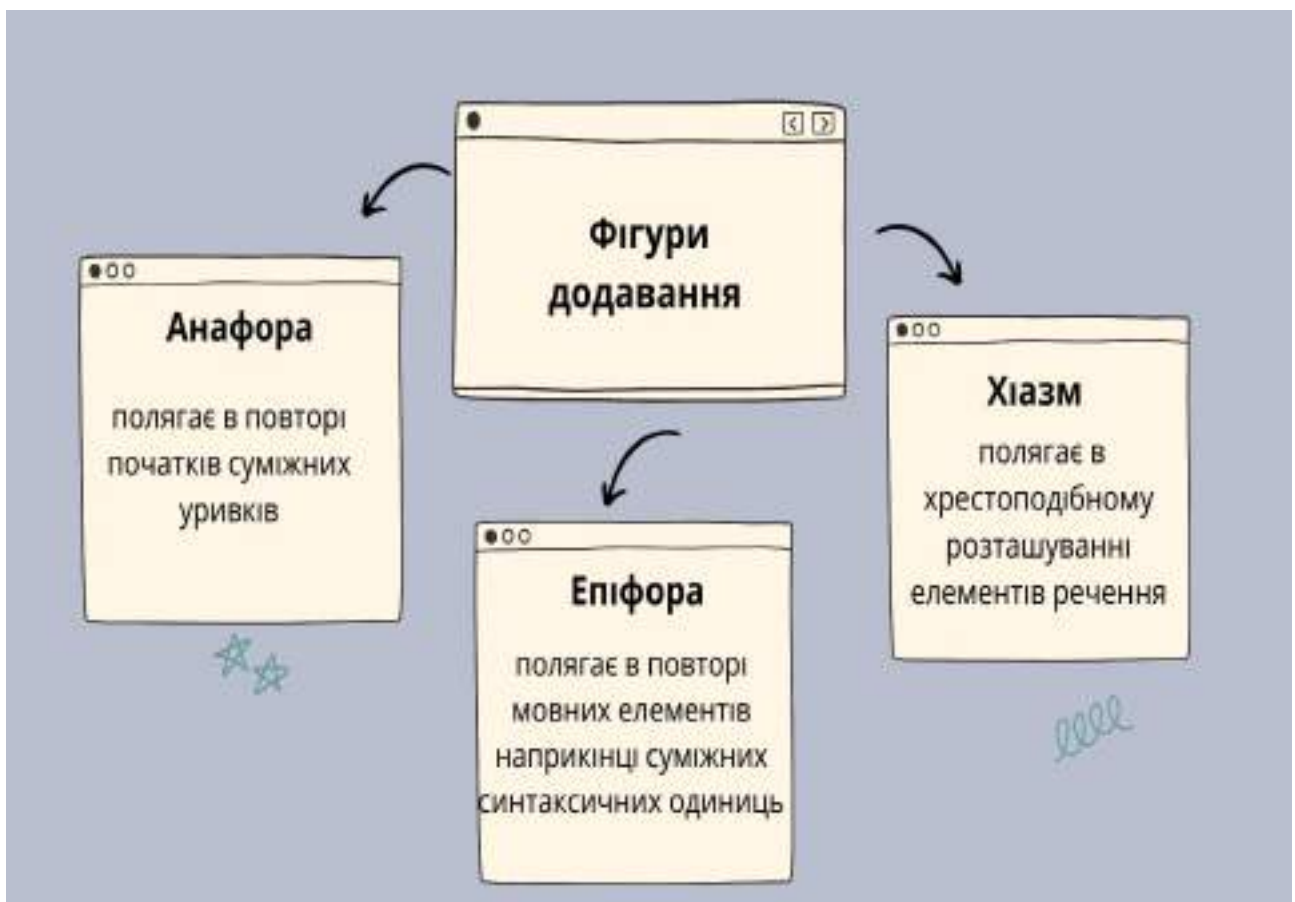 Фігури
додавання
Анафора
полягає в повторі
початків суміжних
уривків
Епіфора
полягає в повторі
мовних елементів
наприкінці суміжних
синтаксичних одиниць
Хіазм
полягає в
хрестоподібному
розташуванні
елементів речення